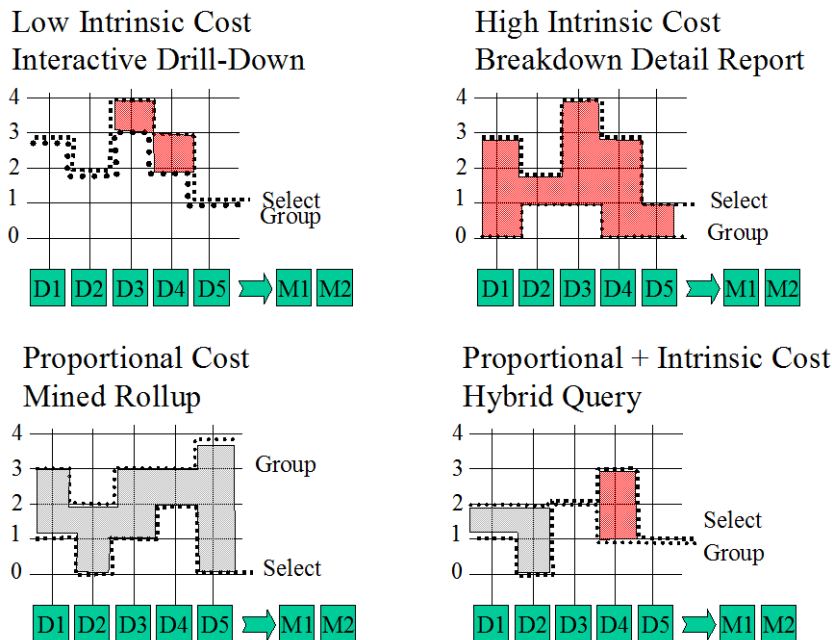 Low Intrinsic Cost
Interactive Drill-Down
4
3
2
1
0
Select
Group
D1 D2 D3 D4 D5 M1 M2
High Intrinsic Cost
Breakdown Detail Report
4
3
2
1
0
Select
Group
D1 D2 D3 D4 D5 M1 M2
Proportional Cost
Mined Rollup
4
3
2
1
0
Group
Select
D1 D2 D3 D4 D5 M1 M2
Proportional + Intrinsic Cost
Hybrid Query
4
3
2
1
0
Select
Group
D1 D2 D3 D4 D5 M1 M2